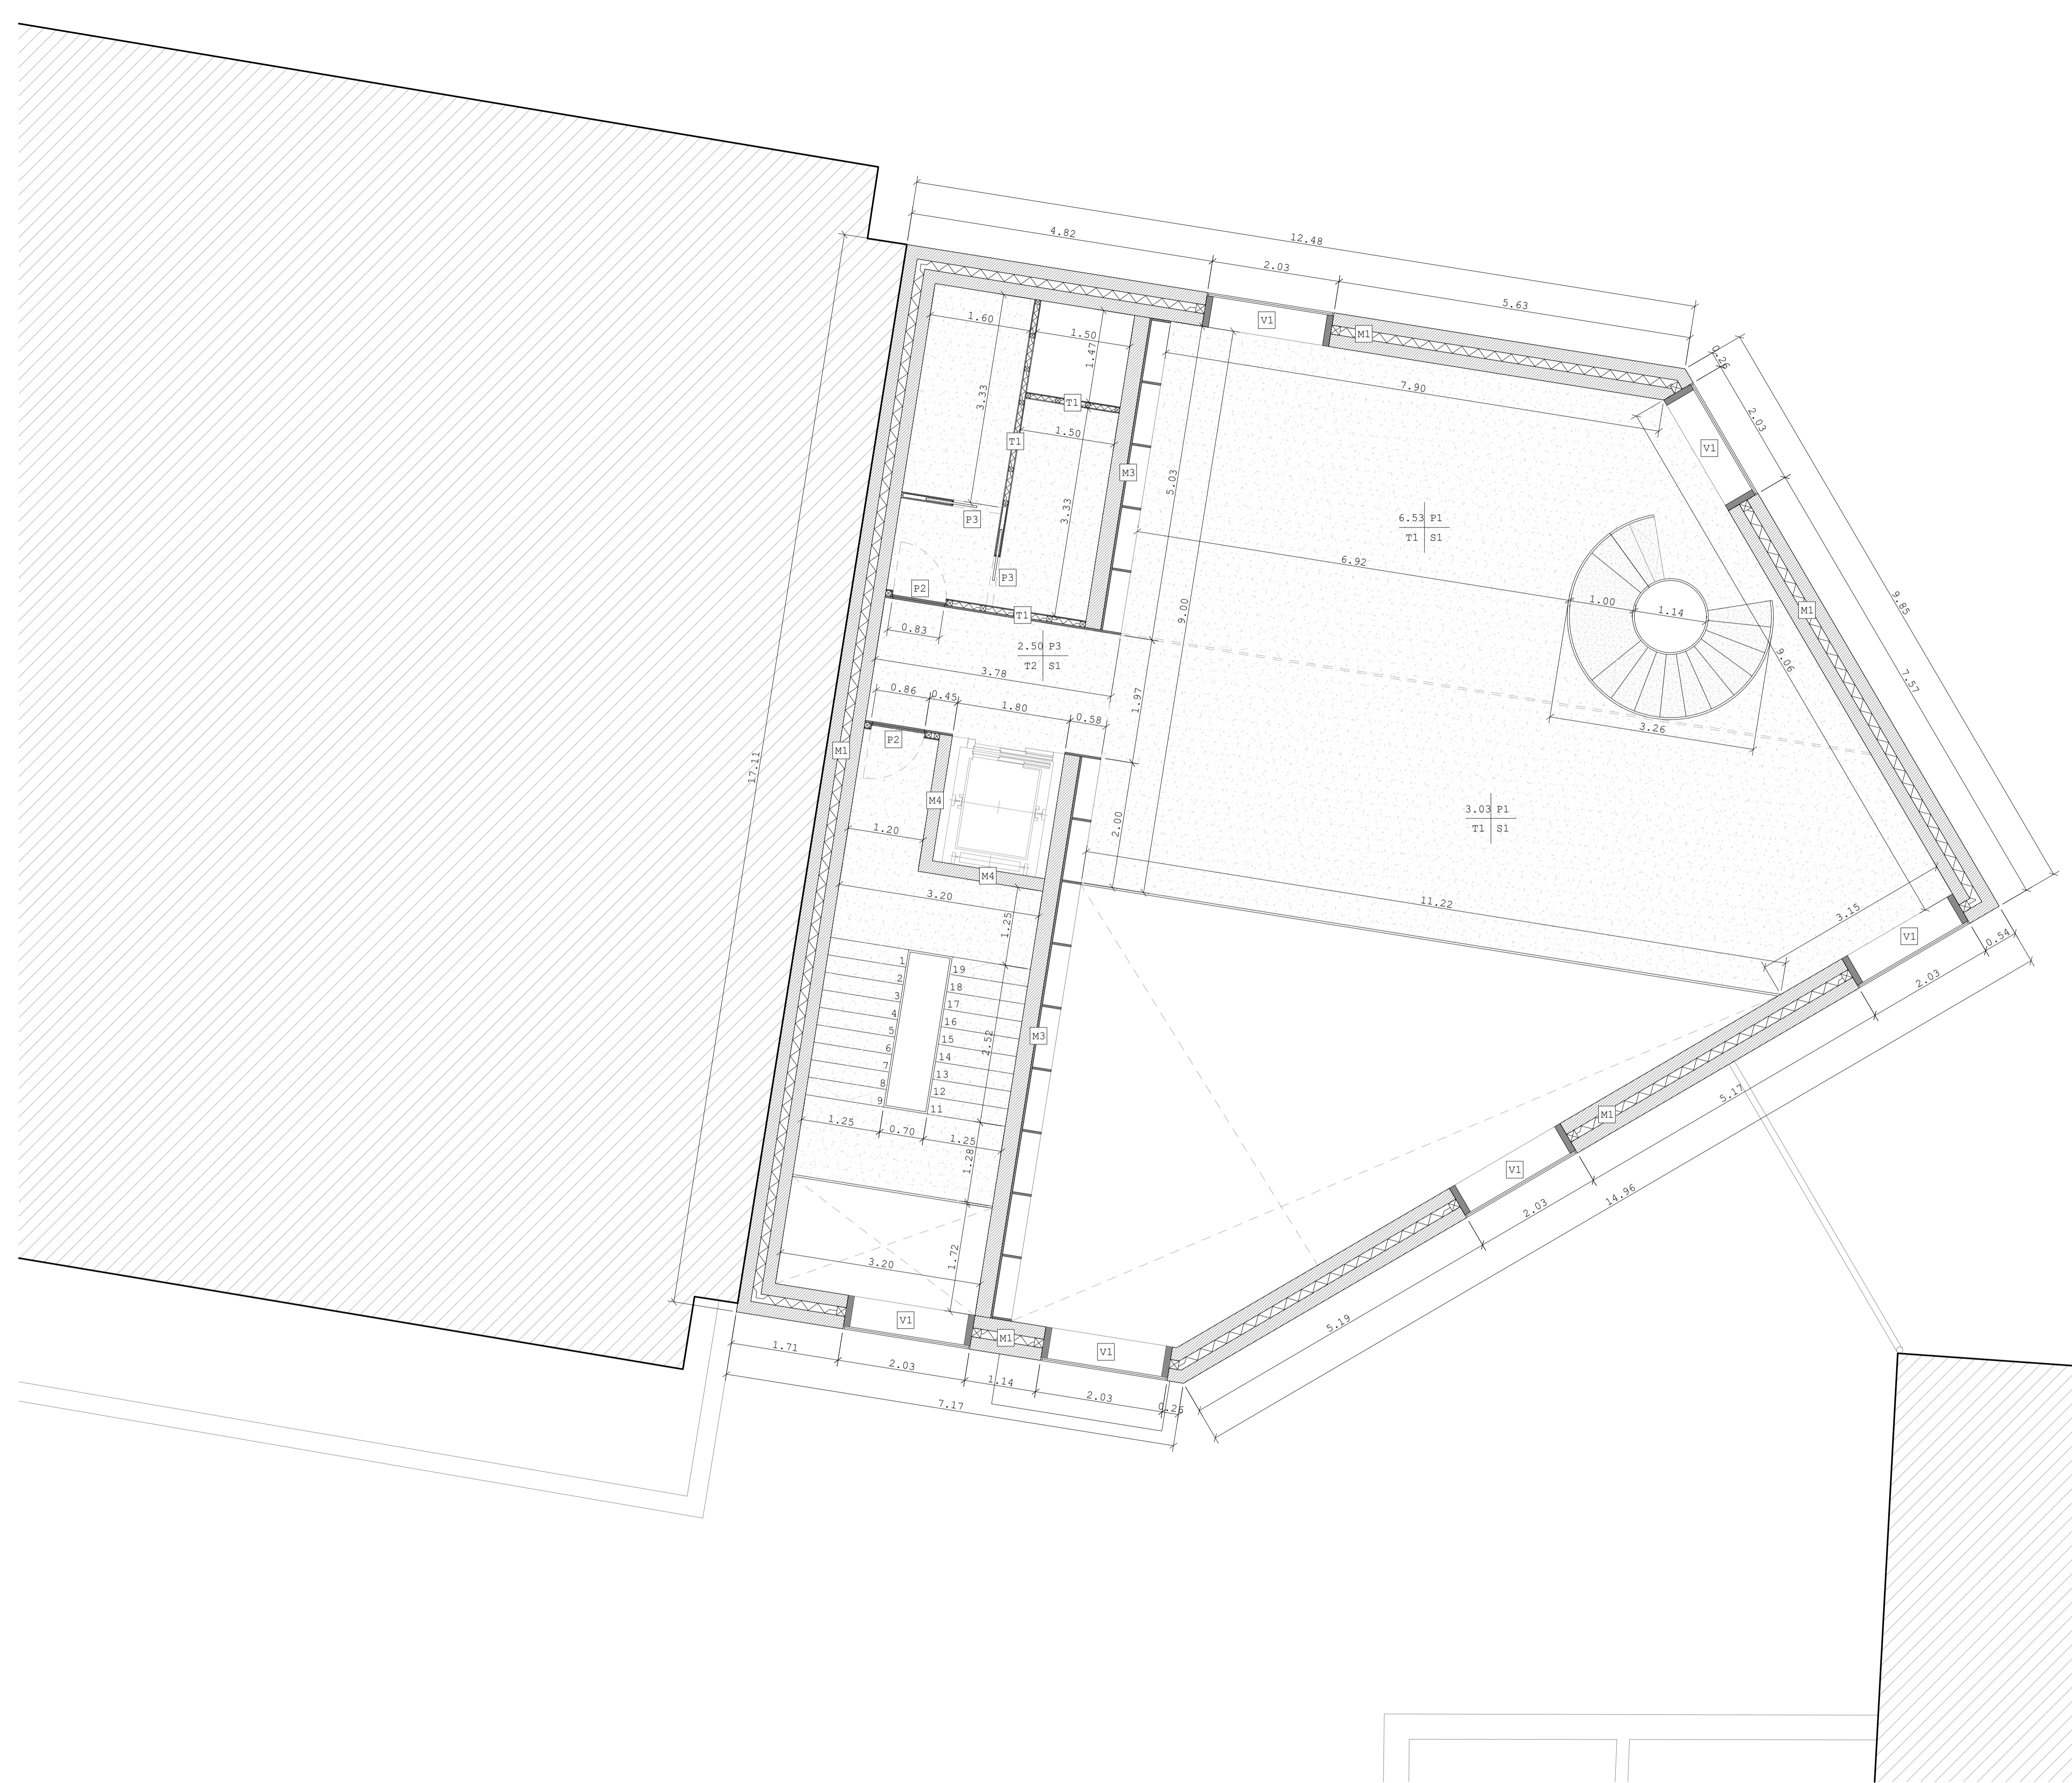 12.48
4.82
2.03
5.63
V1
M1
0.26
2.03
V1
1.60
1.50
1.47
3.33
T1
T1
1.50
M3
7.90
5.03
3.33
P3
P3
P2
T1
0.83
6.53 P1
T1 S1
6.92
1.00
1.14
M1
9.85
9.00
2.50 P3
T2 S1
3.78
9.06
7.57
3.26
0.86
0.45
1.80
0.58
1.97
P2
M1
17.11
M4
3.03 P1
T1 S1
2.00
1.20
M4
3.20
11.22
3.15
V1
0.54
2.03
1.25
1
2
3
4
5
6
7
8
9
19
18
17
16
15
14
13
12
11
2.52
M3
1.25
0.70
1.25
1.28
M1
5.17
V1
14.96
2.03
1.72
3.20
V1
M1
V1
5.19
1.71
2.03
1.14
2.03
0.26
7.17